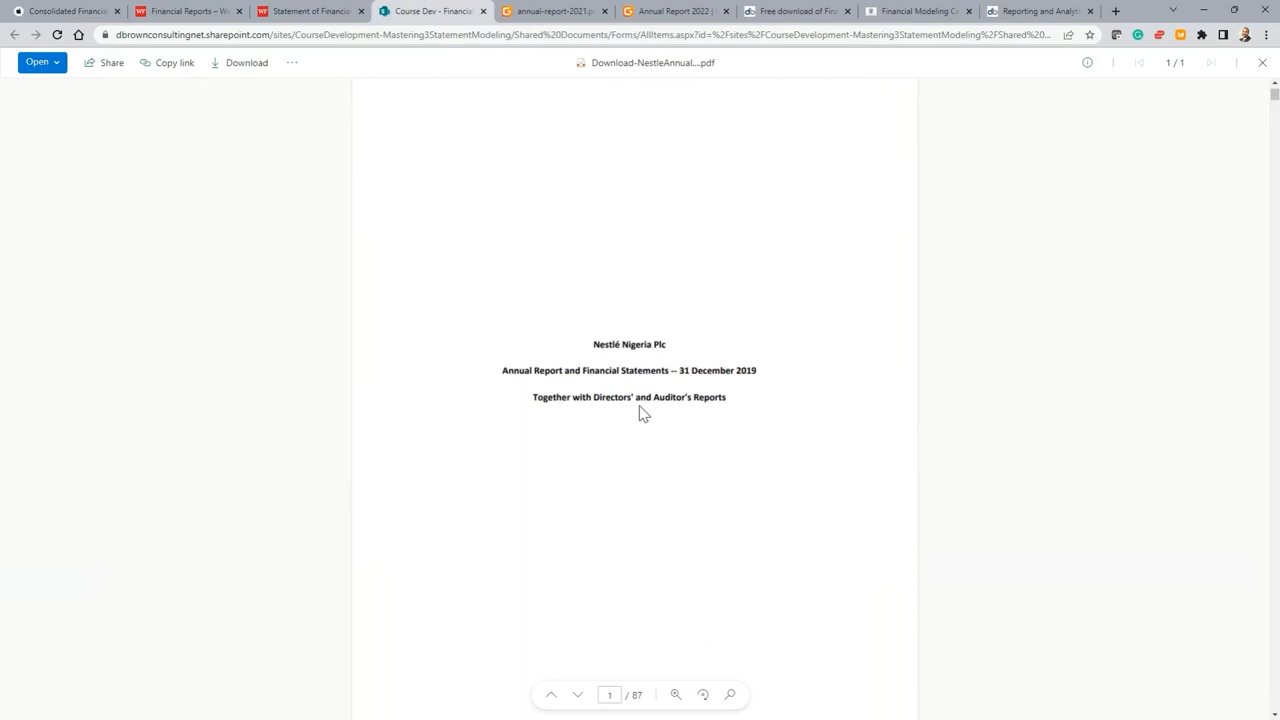 Consolidated Financi
Financial Reports – W
Statement of Financia
Course Dev - Financial
annual-report-2021.p
Annual Report 2022 |
Free download of Fin
Financial Modeling C
Reporting and Analyt
dbrownconsultingnet.sharepoint.com/sites/CourseDevelopment-Mastering3StatementModeling/Shared%20Documents/Forms/AllItems.aspx?id=%2Fsites%2FCourseDevelopment-Mastering3StatementModeling%2FShared%20...
Open
Share
Copy link
Download
...
Download-NestleAnnual....pdf
1 / 1
Nestlé Nigeria Plc
Annual Report and Financial Statements -- 31 December 2019
Together with Directors' and Auditor's Reports
1 / 87